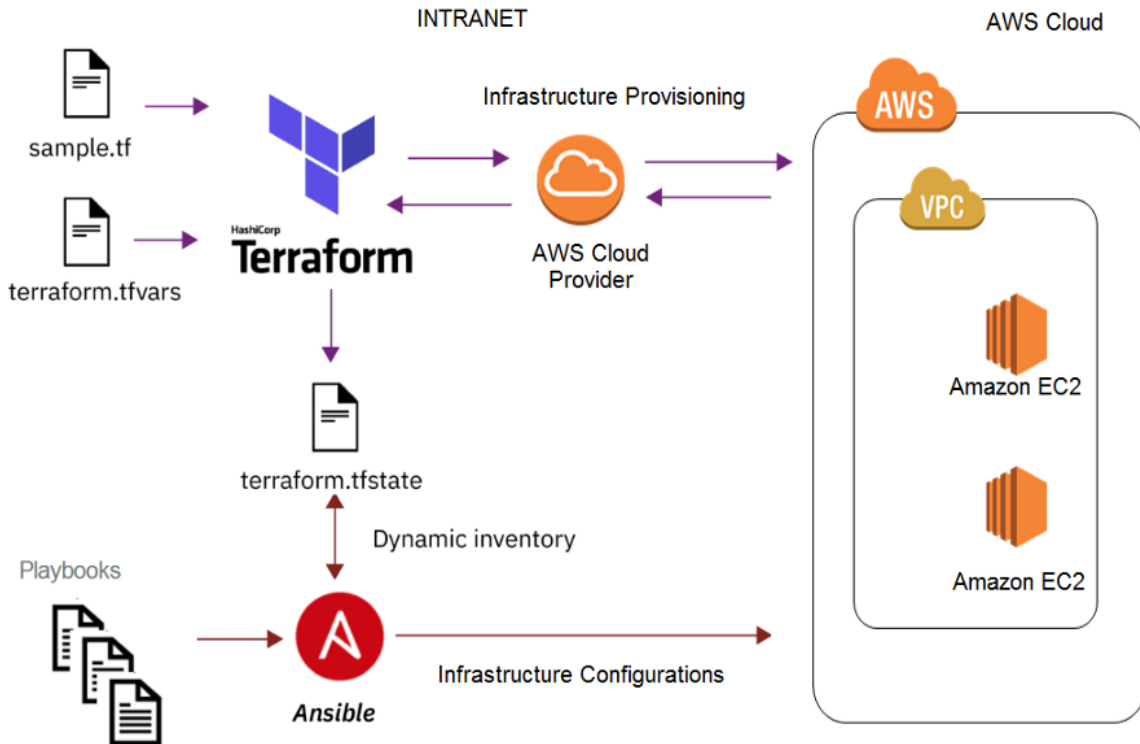 INTRANET
AWS Cloud
sample.tf
Infrastructure Provisioning
AWS
VPC
HashiCorp
Terraform
terraform.tfvars
AWS Cloud
Provider
Amazon EC2
terraform.tfstate
Dynamic inventory
Amazon EC2
Playbooks
Infrastructure Configurations
Ansible